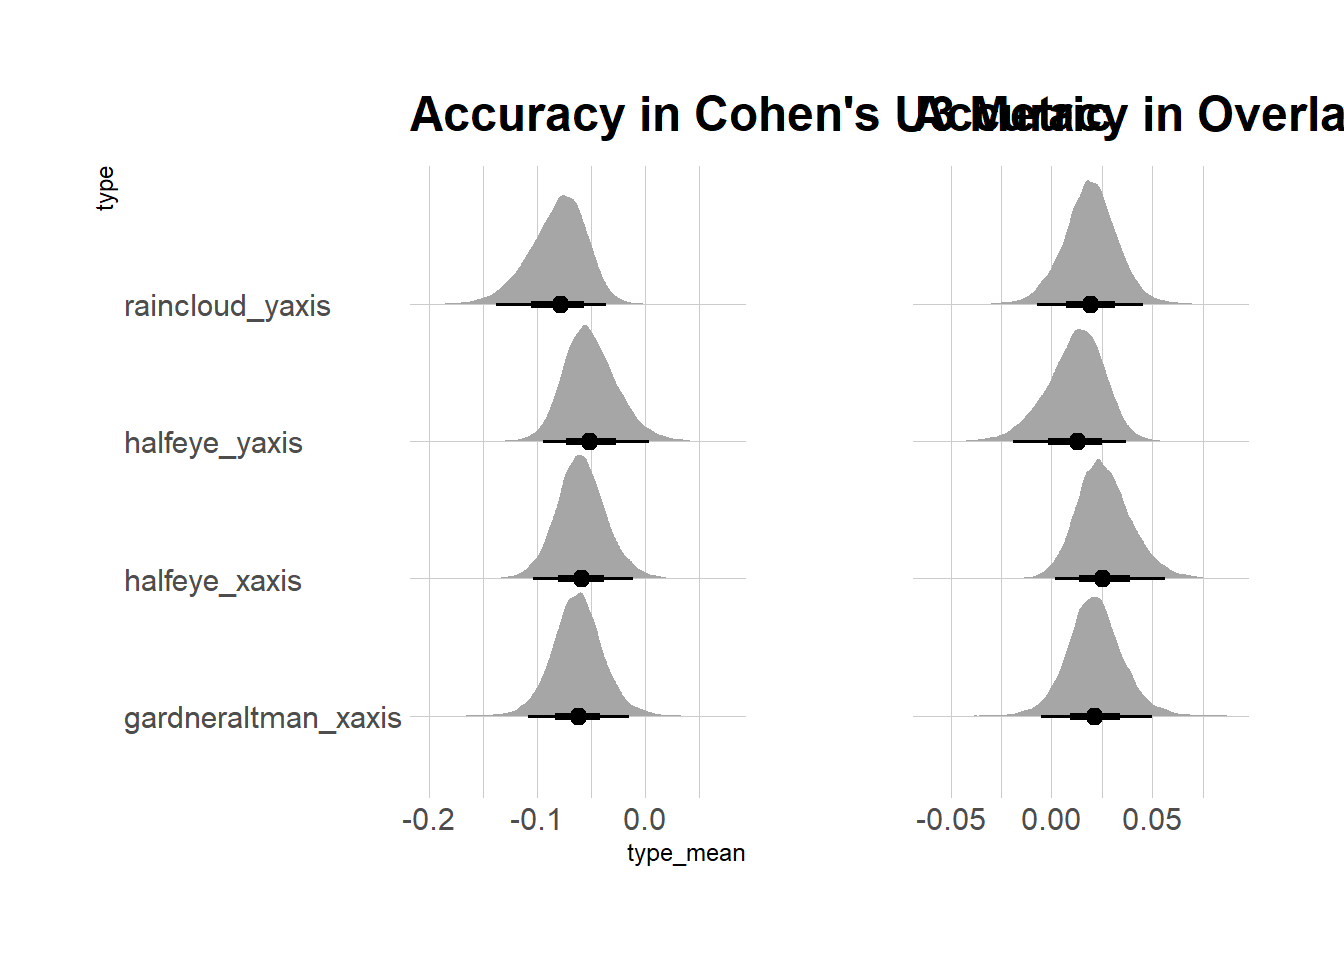 Accuracy in Cohen's U3 Metric
Accuracy in Overla
type
raincloud_yaxis
halfeye_yaxis
halfeye_xaxis
gardneraltman_xaxis
-0.2 -0.1 0.0
-0.05 0.00 0.05
type_mean